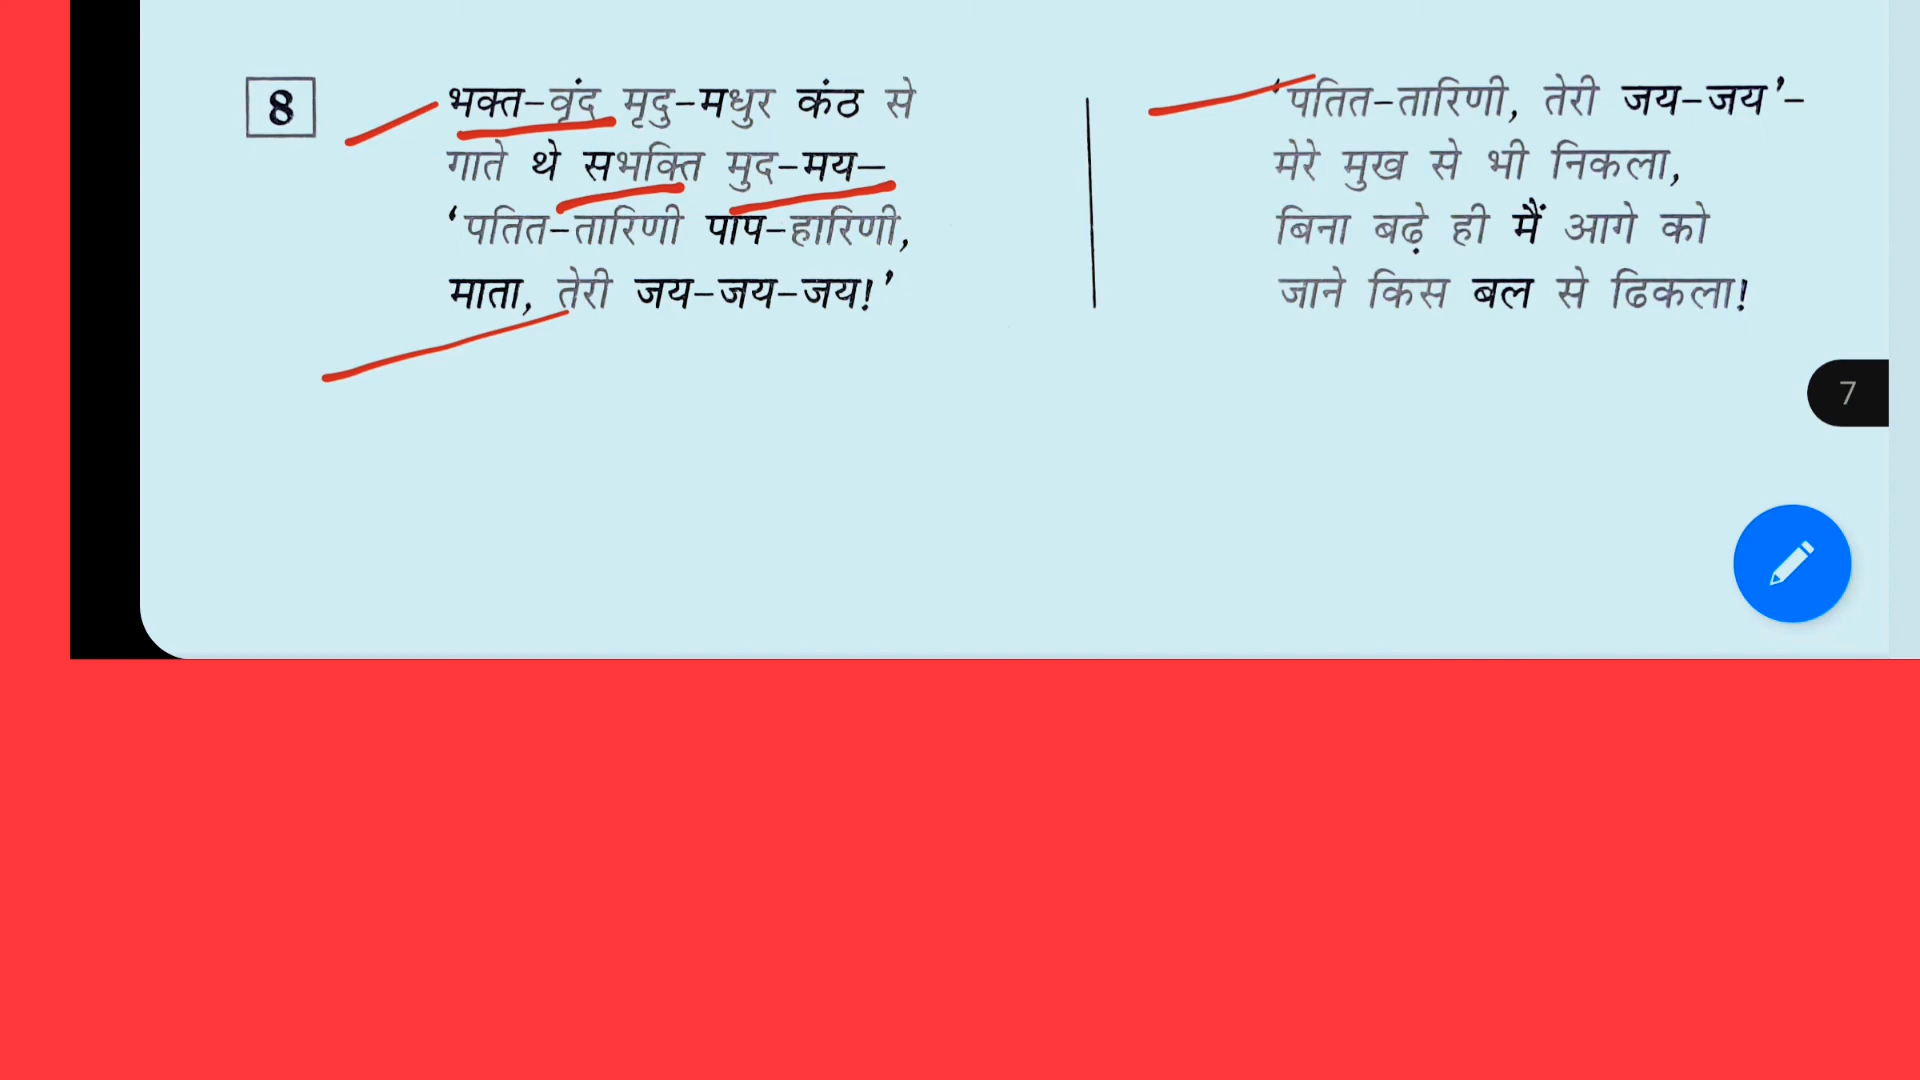 8
भक्त-वृंद मृदु-मधुर कंठ से
गाते थे सभक्ति मुद-मय—
‘पतित-तारिणी पाप-हारिणी,
माता, तेरी जय-जय-जय!’
‘पतित-तारिणी, तेरी जय-जय’-
मेरे मुख से भी निकला,
बिना बढ़े ही मैं आगे को
जाने किस बल से ढिकला!
7